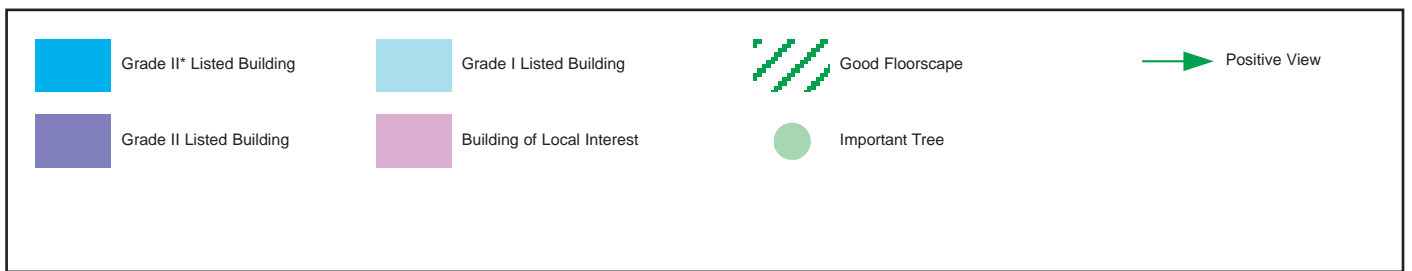 Grade II* Listed Building
Grade I Listed Building
Good Floorscape
Positive View
Grade II Listed Building
Building of Local Interest
Important Tree